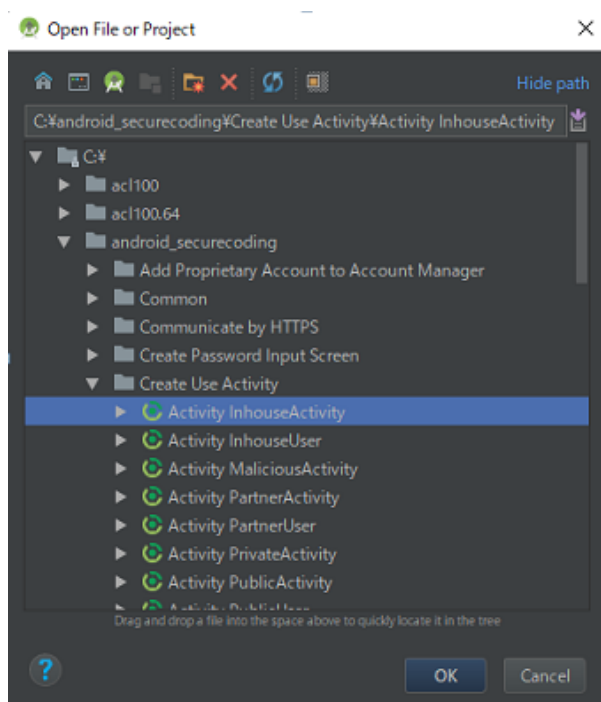 Open File or Project
Hide path
C:¥android_securecoding¥Create Use Activity¥Activity InhouseActivity
C:¥
acl100
acl100.64
android_securecoding
Add Proprietary Account to Account Manager
Common
Communicate by HTTPS
Create Password Input Screen
Create Use Activity
Activity InhouseActivity
Activity InhouseUser
Activity MaliciousActivity
Activity PartnerActivity
Activity PartnerUser
Activity PrivateActivity
Activity PublicActivity
Activity PublicUser
Drag and drop a file into the space above to quickly locate it in the tree
?
OK
Cancel